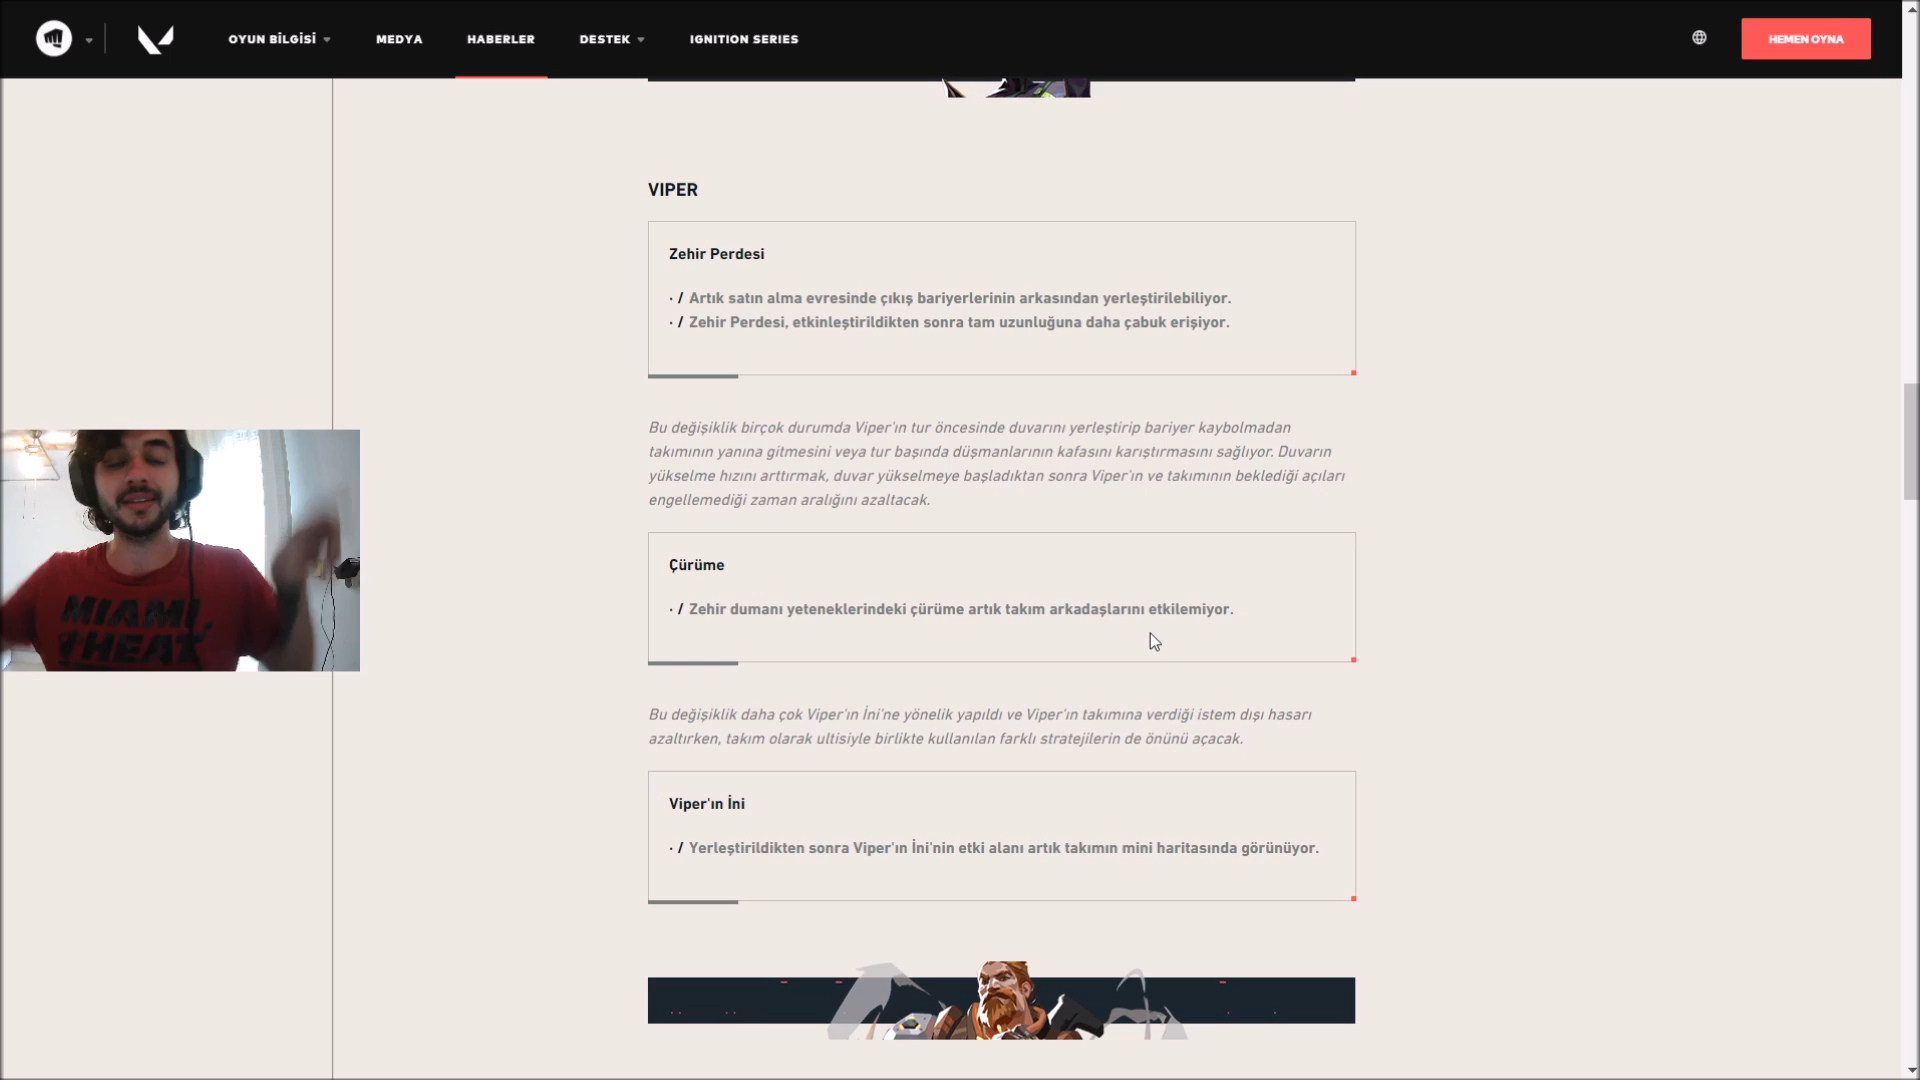 OYUN BİLGİSİ
MEDYA
HABERLER
DESTEK
IGNITION SERIES
HEMEN OYNA
VIPER
Zehir Perdesi
· / Artık satın alma evresinde çıkış bariyerlerinin arkasından yerleştirilebiliyor.
· / Zehir Perdesi, etkinleştirildikten sonra tam uzunluğuna daha çabuk erişiyor.
Bu değişiklik birçok durumda Viper'ın tur öncesinde duvarını yerleştirip bariyer kaybolmadan
takımının yanına gitmesini veya tur başında düşmanlarının kafasını karıştırmasını sağlıyor. Duvarın
yükselme hızını arttırmak, duvar yükselmeye başladıktan sonra Viper'ın ve takımının beklediği açıları
engellemediği zaman aralığını azaltacak.
MIAMI
HEAT
Çürüme
· / Zehir dumanı yeteneklerindeki çürüme artık takım arkadaşlarını etkilemiyor.
Bu değişiklik daha çok Viper'ın İni'ne yönelik yapıldı ve Viper'ın takımına verdiği istem dışı hasarı
azaltırken, takım olarak ultisiyle birlikte kullanılan farklı stratejilerin de önünü açacak.
Viper'ın İni
· / Yerleştirildikten sonra Viper'ın İni'nin etki alanı artık takımın mini haritasında görünüyor.